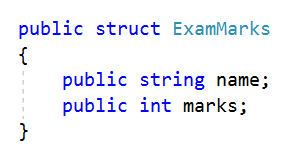 public struct ExamMarks
{
    public string name;
    public int marks;
}